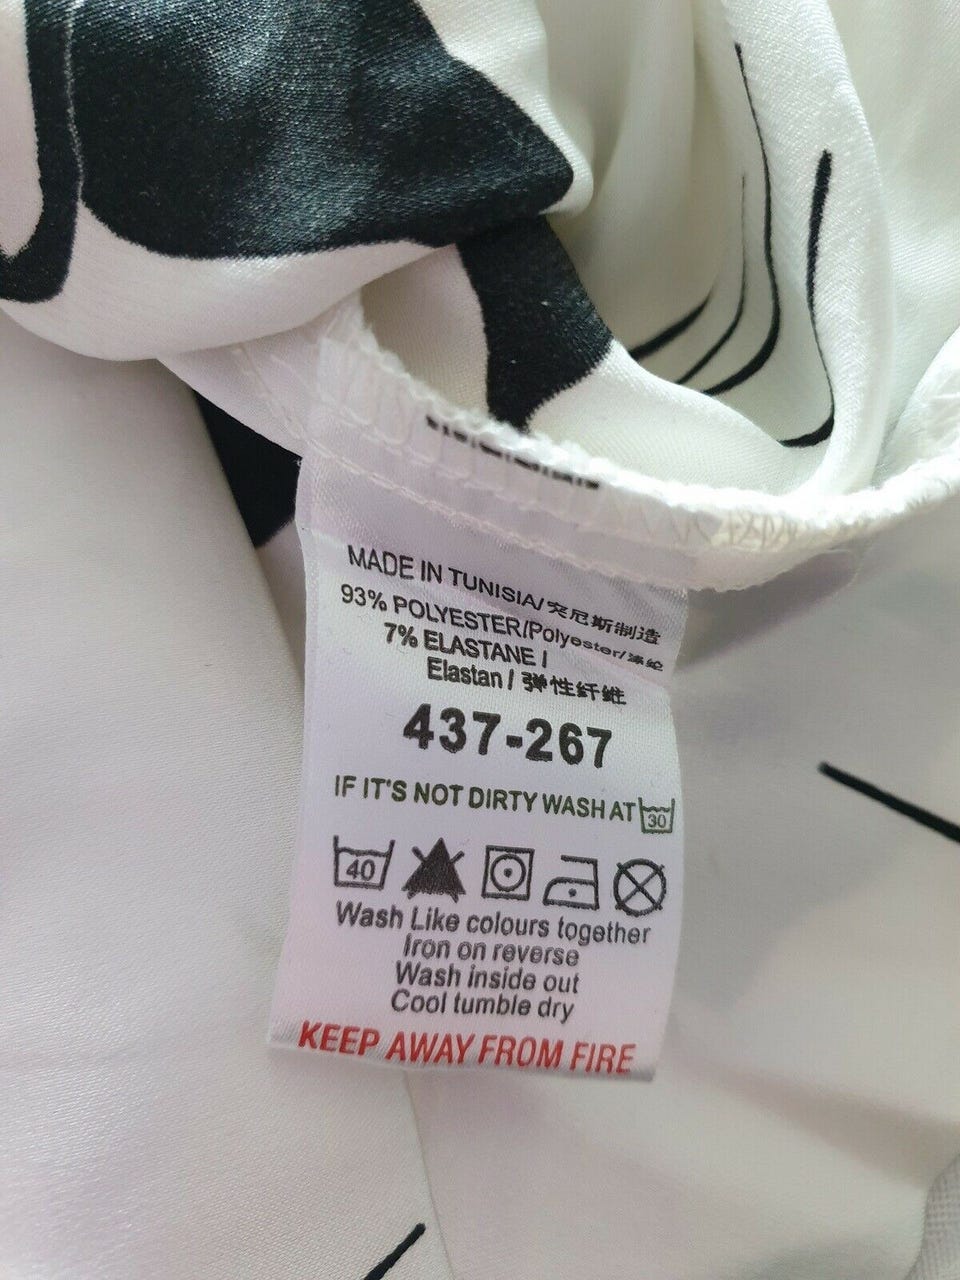 MADE IN TUNISIA/突尼斯制造
93% POLYESTER/Polyester/涤纶
7% ELASTANE /
Elastan / 弹性纤维
437-267
IF IT'S NOT DIRTY WASH AT 30
40
Wash Like colours together
Iron on reverse
Wash inside out
Cool tumble dry
KEEP AWAY FROM FIRE